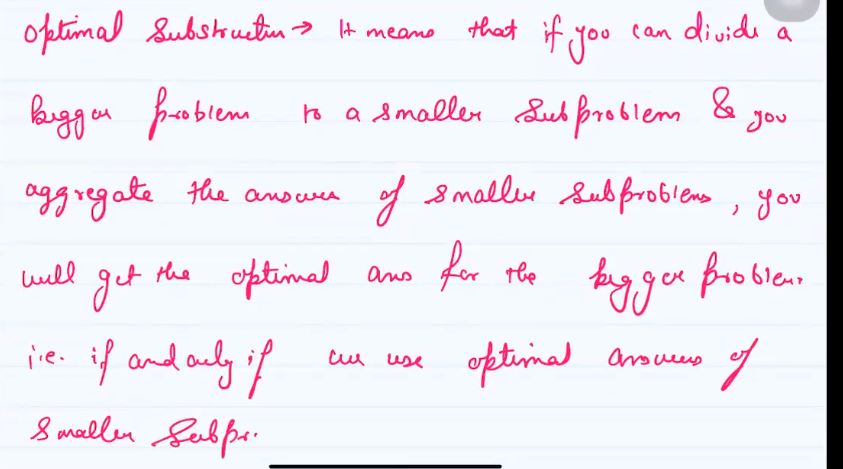 Optimal Substructure → It means that if you can divide a
bigger problem to a smaller subproblem & you
aggregate the answer of smaller subproblems, you
will get the optimal ans for the bigger problem.
i.e. if and only if we use optimal answers of
smaller subpr.